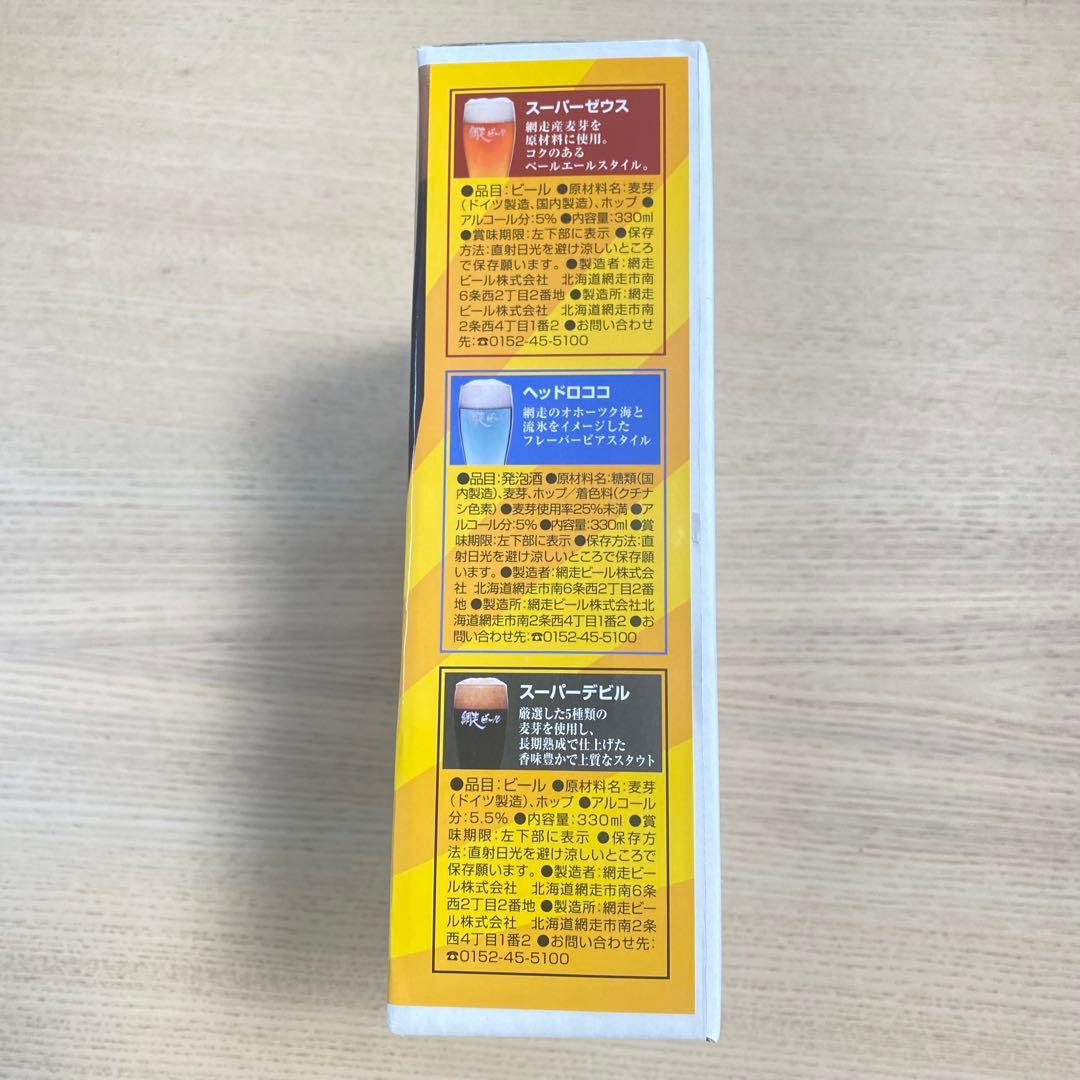 スーパーゼウス
網走産麦芽を
原材料に使用。
コクのある
ペールエールスタイル。
網走ビール
●品目:ビール ●原材料名:麦芽
(ドイツ製造、国内製造)、ホップ ●
アルコール分:5% ●内容量:330ml
●賞味期限:左下部に表示 ●保存
方法:直射日光を避け涼しいところ
で保存願います。●製造者:網走
ビール株式会社 北海道網走市南
6条西2丁目2番地 ●製造所:網走
ビール株式会社 北海道網走市南
2条西4丁目1番2 ●お問い合わせ
先:☎0152-45-5100
ヘッドロココ
網走のオホーツク海と
流氷をイメージした
フレーバービアスタイル
網走ビール
●品目:発泡酒 ●原材料名:糖類(国
内製造)、麦芽、ホップ/着色料(クチナ
シ色素) ●麦芽使用率25%未満 ●ア
ルコール分:5% ●内容量:330ml ●賞
味期限:左下部に表示 ●保存方法:直
射日光を避け涼しいところで保存願
います。●製造者:網走ビール株式会
社 北海道網走市南6条西2丁目2番
地 ●製造所:網走ビール株式会社北
海道網走市南2条西4丁目1番2 ●お
問い合わせ先:☎0152-45-5100
スーパーデビル
厳選した5種類の
麦芽を使用し、
長期熟成で仕上げた
香味豊かで上質なスタウト
網走ビール
●品目:ビール ●原材料名:麦芽
(ドイツ製造)、ホップ ●アルコール
分:5.5% ●内容量:330ml ●賞
味期限:左下部に表示 ●保存方
法:直射日光を避け涼しいところで
保存願います。●製造者:網走ビー
ル株式会社 北海道網走市南6条
西2丁目2番地 ●製造所:網走ビー
ル株式会社 北海道網走市南2条
西4丁目1番2 ●お問い合わせ先:
☎0152-45-5100